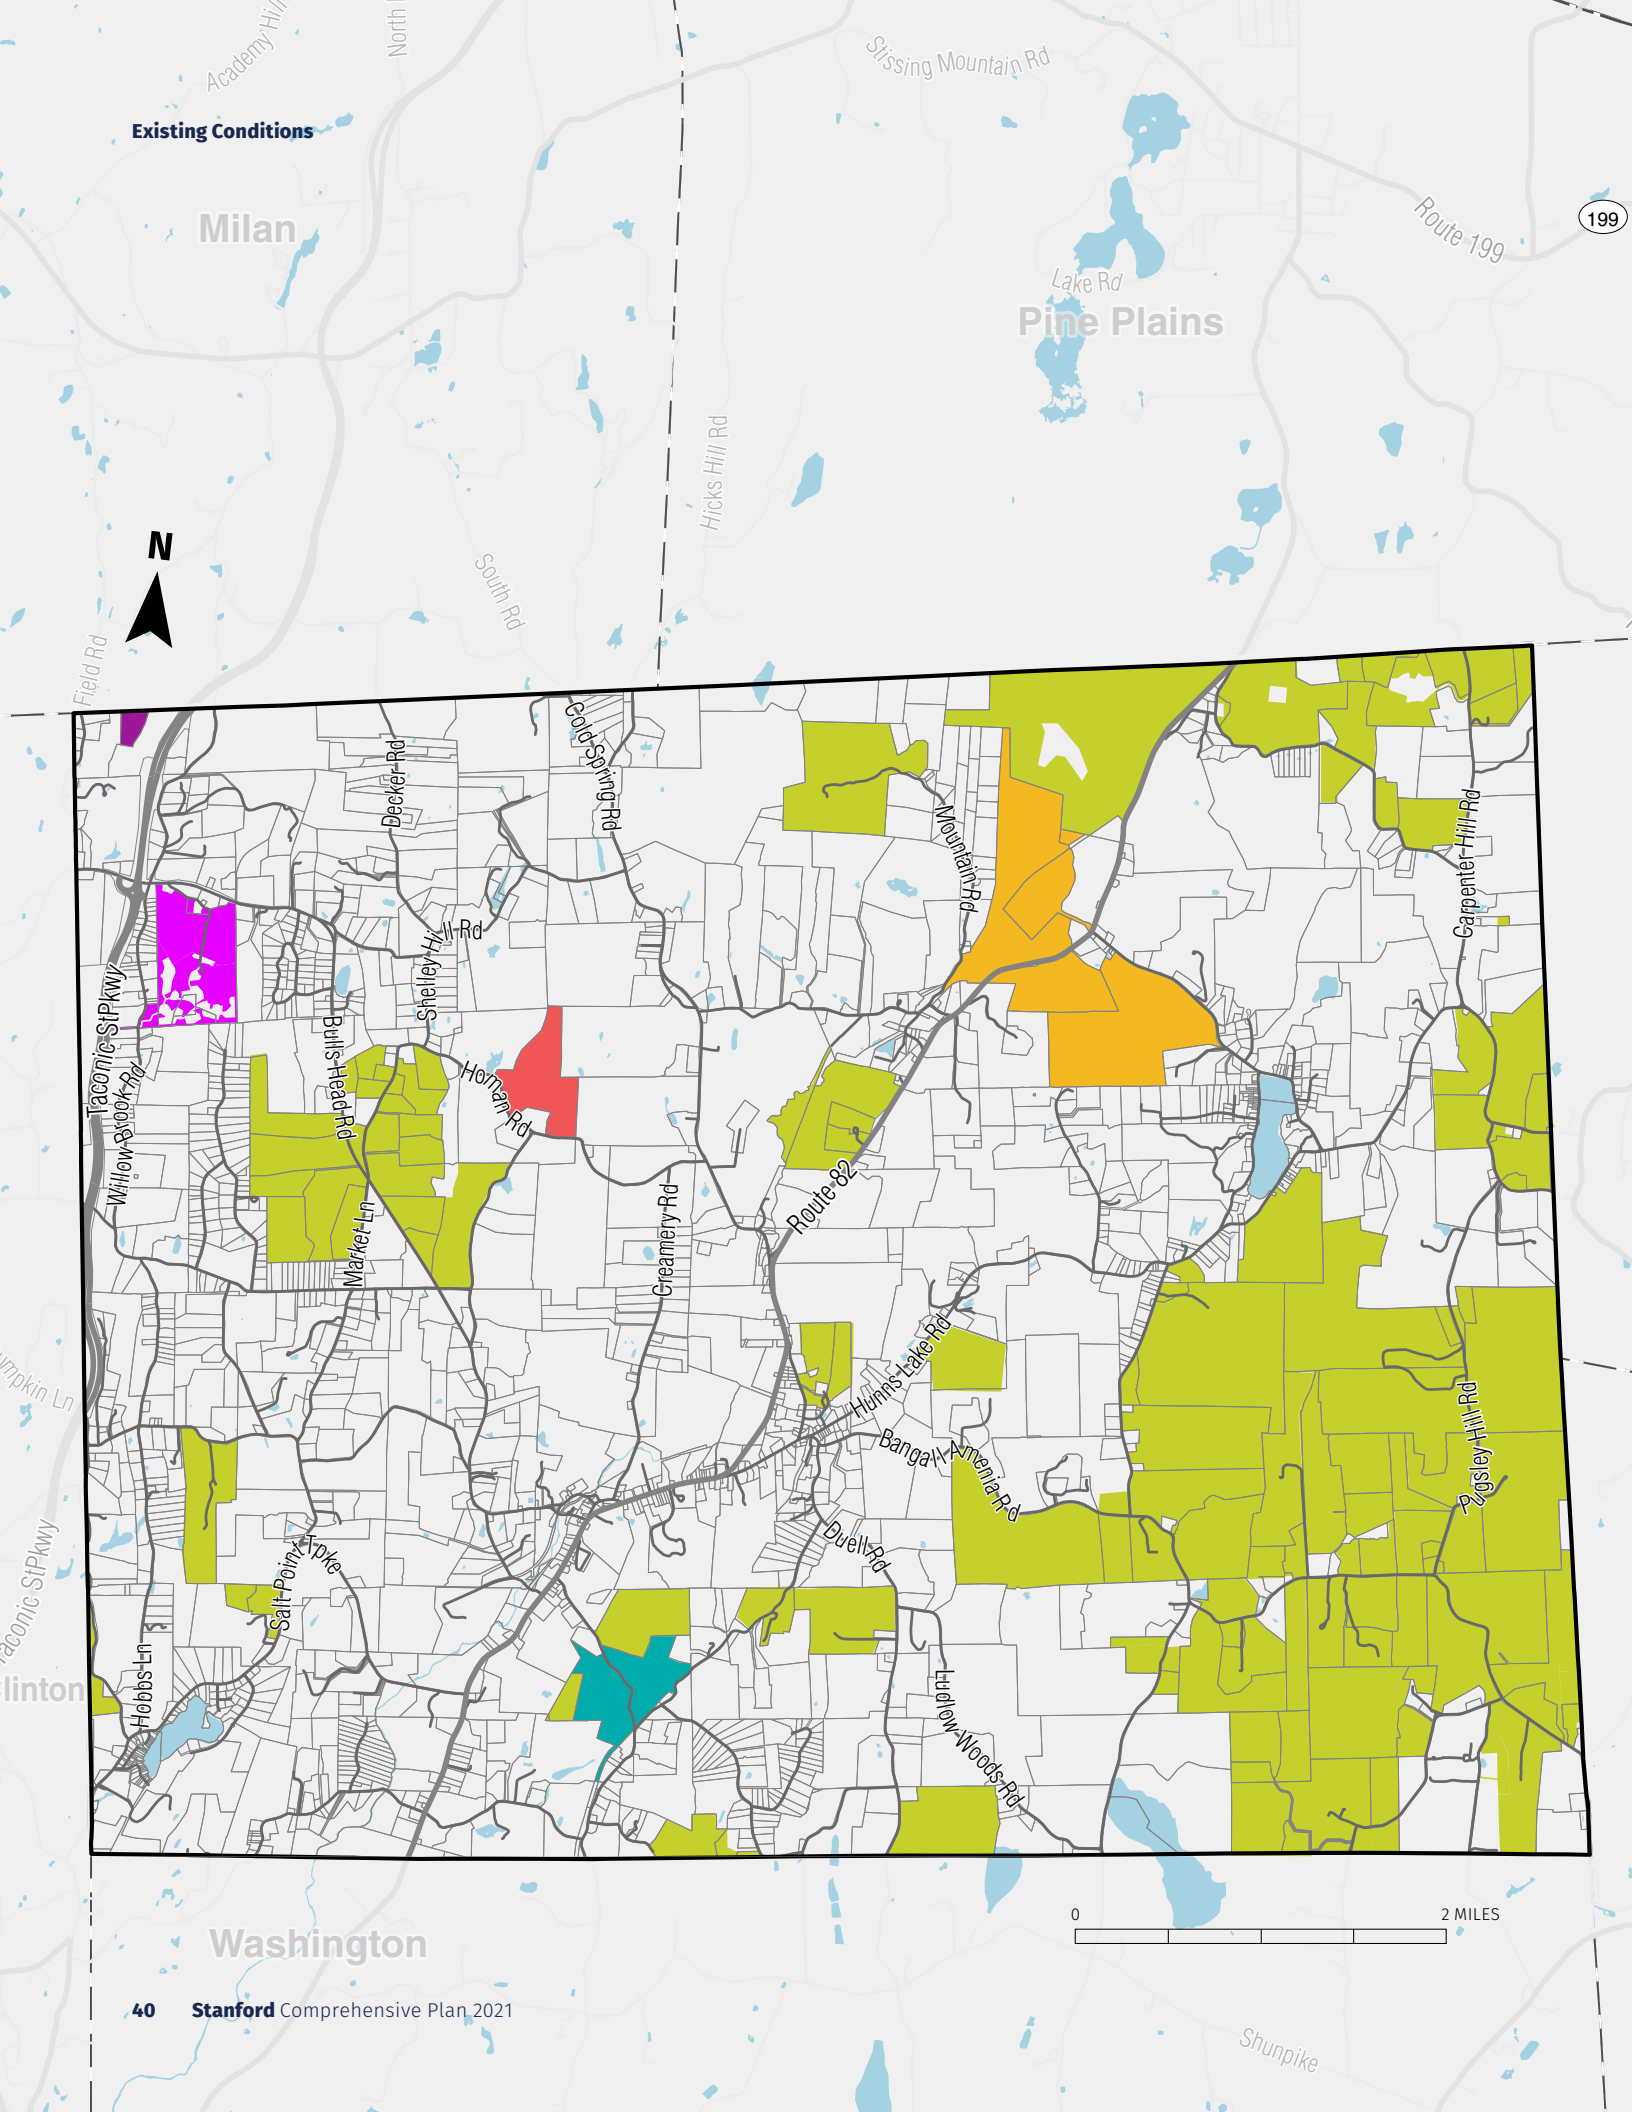 Academy Hill
North
Stissing Mountain Rd
Existing Conditions
Milan
199
Route 199
Lake Rd
Pine Plains
Hicks Hill Rd
N
South Rd
Field Rd
Cold Spring Rd
Decker Rd
Mountain Rd
Carpenter Hill Rd
Shelley Hill Rd
Taconic StPkwy
Bulls Head Rd
Homan Rd
Willow Brook Rd
Route 82
Market Ln
Creamery Rd
Hunns Lake Rd
umpkin Ln
Bangall Amenia Rd
Pugsley Hill Rd
Duell Rd
Salt Point Tpke
Taconic StPkwy
Hobbs Ln
linton
Ludlow Woods Rd
0
2 MILES
Washington
40 Stanford Comprehensive Plan 2021
Shunpike